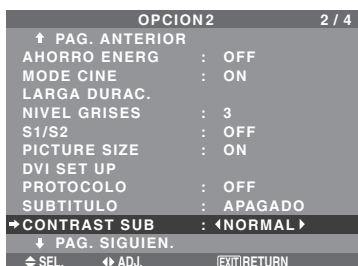 OPCION2 2/4
↑ PAG. ANTERIOR
AHORRO ENERG : OFF
MODE CINE : ON
LARGA DURAC.
NIVEL GRISES : 3
S1/S2 : OFF
PICTURE SIZE : ON
DVI SET UP
PROTOCOLO : OFF
SUBTITULO : APAGADO
→CONTRAST SUB : ◂NORMAL▸
↓ PAG. SIGUIEN.
◆SEL. ◂▸ADJ. EXIT RETURN